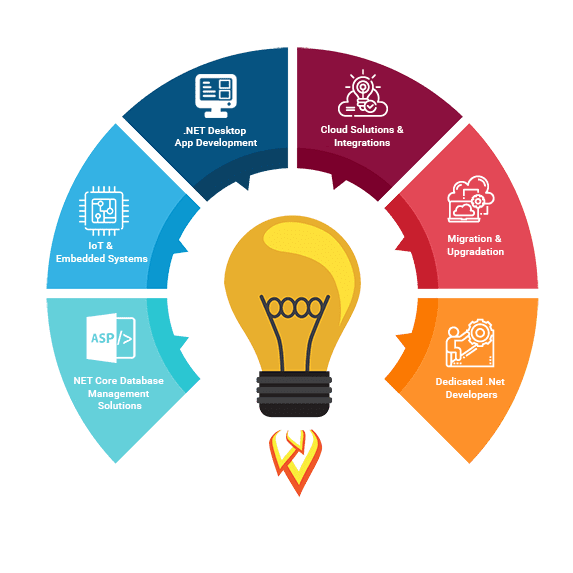 .NET Desktop
App Development
Cloud Solutions &
Integrations
IoT &
Embedded Systems
Migration &
Upgradation
ASP </>
NET Core Database
Management
Solutions
Dedicated .Net
Developers